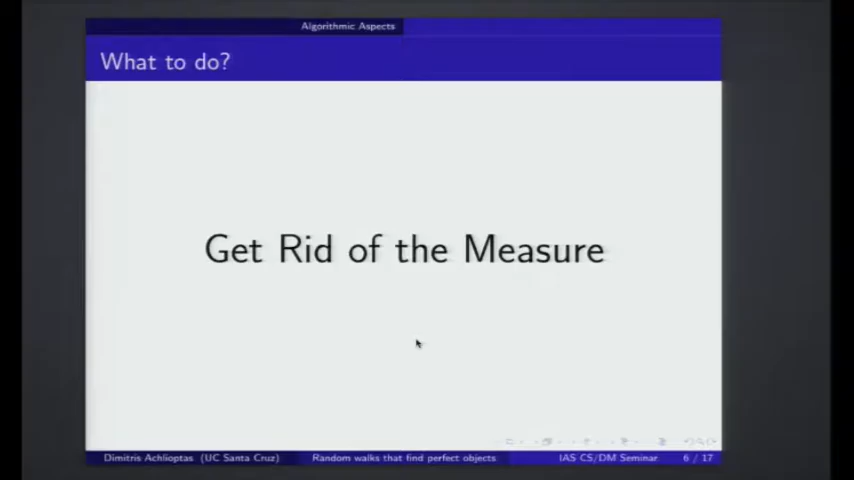 Algorithmic Aspects
What to do?
Get Rid of the Measure
Dimitris Achlioptas (UC Santa Cruz) Random walks that find perfect objects IAS CS/DM Seminar 6 / 17